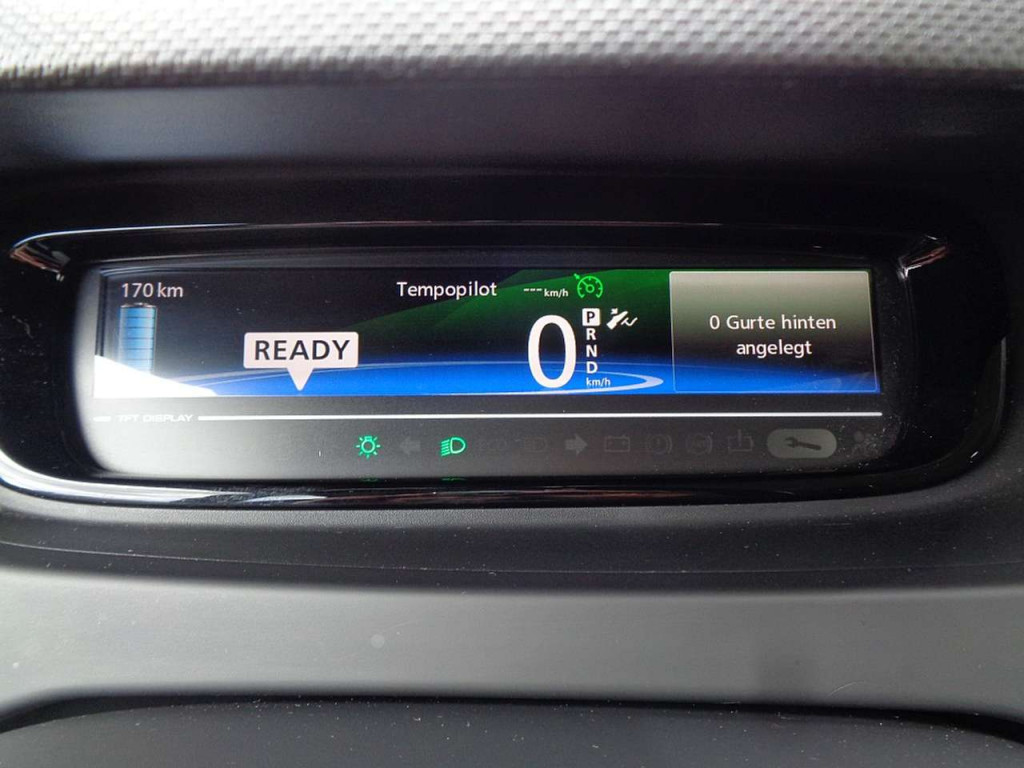 170 km
Tempopilot
---km/h
READY
0
P
R
N
D
km/h
0 Gurte hinten
angelegt
TFT DISPLAY